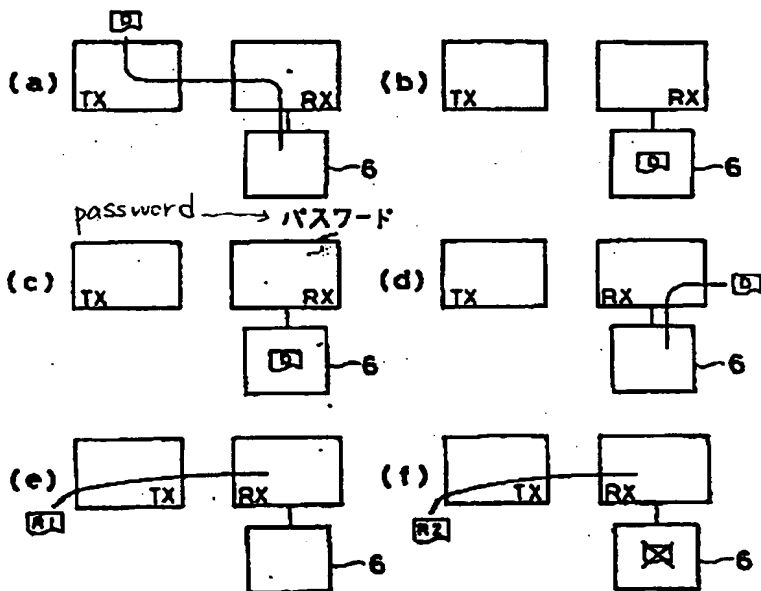 D
(a) TX RX (b) TX RX
6 D 6
password → パスワード
(c) TX RX (d) TX RX D
D 6 6
(e) TX RX (f) TX RX
R1 R2
6 6